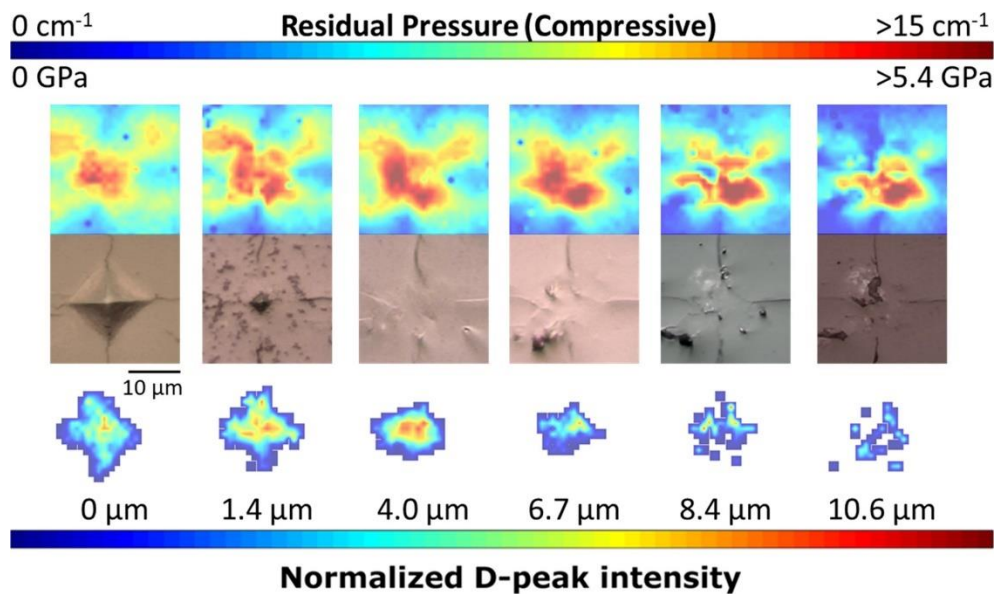 0 cm⁻¹ Residual Pressure (Compressive) >15 cm⁻¹
0 GPa >5.4 GPa
10 µm
0 µm 1.4 µm 4.0 µm 6.7 µm 8.4 µm 10.6 µm
Normalized D-peak intensity